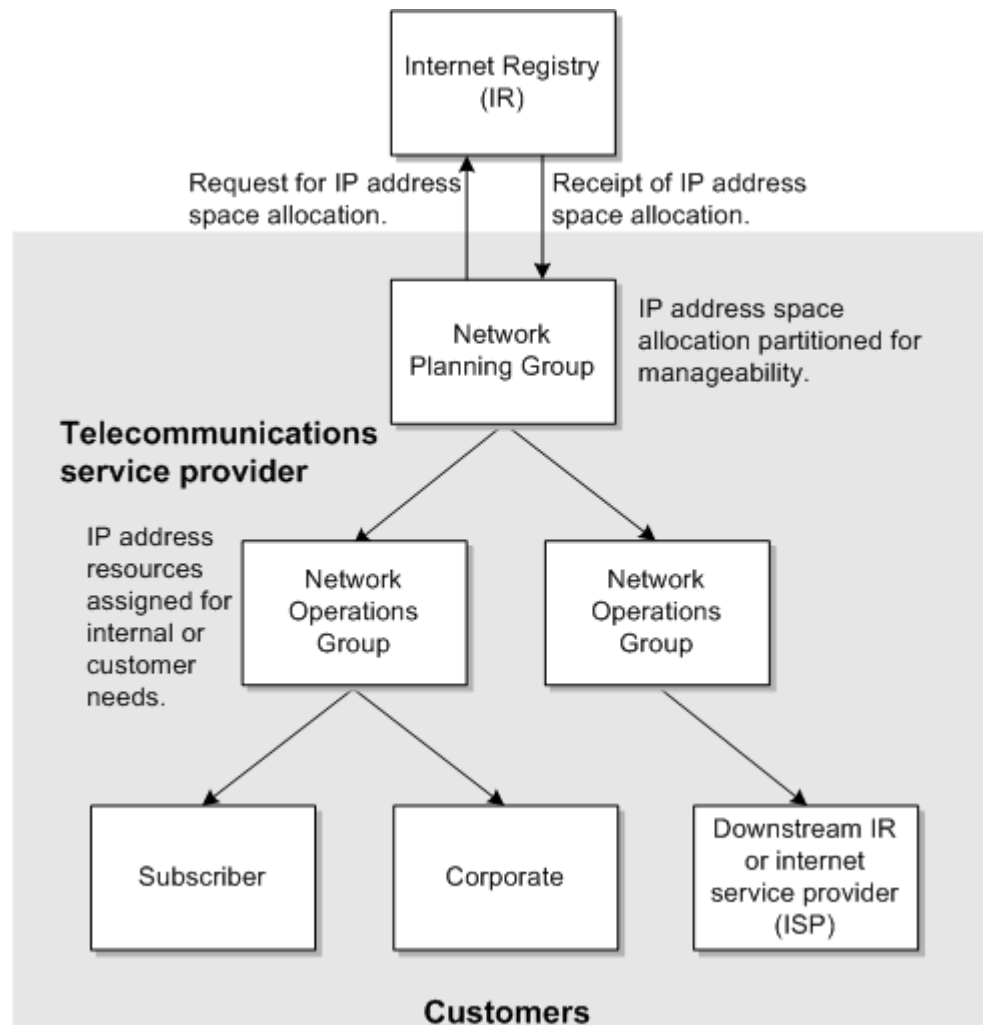 Internet Registry
(IR)
Request for IP address
space allocation.
Receipt of IP address
space allocation.
Network
Planning Group
IP address space
allocation partitioned for
manageability.
Telecommunications
service provider
IP address
resources
assigned for
internal or
customer
needs.
Network
Operations
Group
Network
Operations
Group
Subscriber
Corporate
Downstream IR
or internet
service provider
(ISP)
Customers